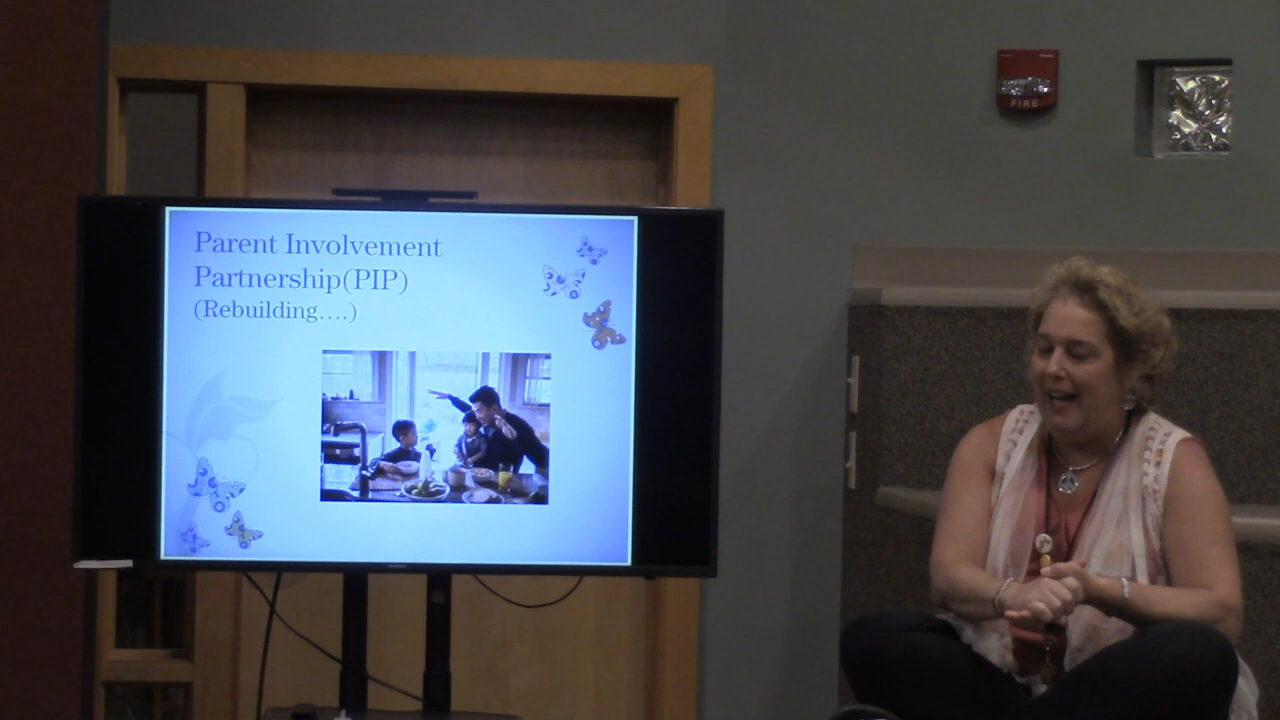 Parent Involvement
Partnership(PIP)
(Rebuilding....)
FIRE